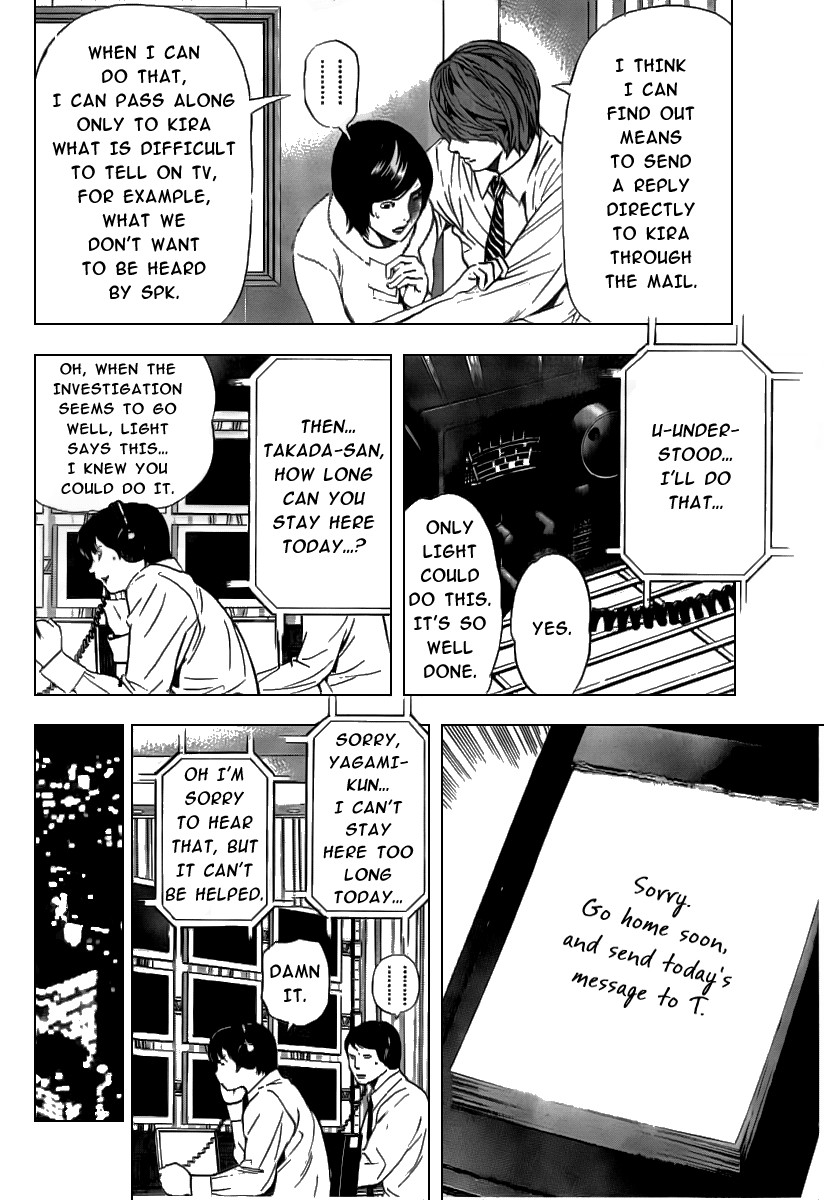 I THINK
I CAN
FIND OUT
MEANS
TO SEND
A REPLY
DIRECTLY
TO KIRA
THROUGH
THE MAIL.
WHEN I CAN
DO THAT,
I CAN PASS ALONG
ONLY TO KIRA
WHAT IS DIFFICULT
TO TELL ON TV,
FOR EXAMPLE,
WHAT WE
DON'T WANT
TO BE HEARD
BY SPK.
U-UNDER-
STOOD...
I'LL DO
THAT...
YES.
ONLY
LIGHT
COULD
DO THIS.
IT'S SO
WELL
DONE.
THEN...
TAKADA-SAN,
HOW LONG
CAN YOU
STAY HERE
TODAY...?
OH, WHEN THE
INVESTIGATION
SEEMS TO GO
WELL, LIGHT
SAYS THIS...
I KNEW YOU
COULD DO IT.
Sorry.
Go home soon,
and send today's
message to T.
SORRY,
YAGAMI-
KUN...
I CAN'T
STAY
HERE TOO
LONG
TODAY...
OH I'M
SORRY
TO HEAR
THAT, BUT
IT CAN'T
BE HELPED.
DAMN
IT.